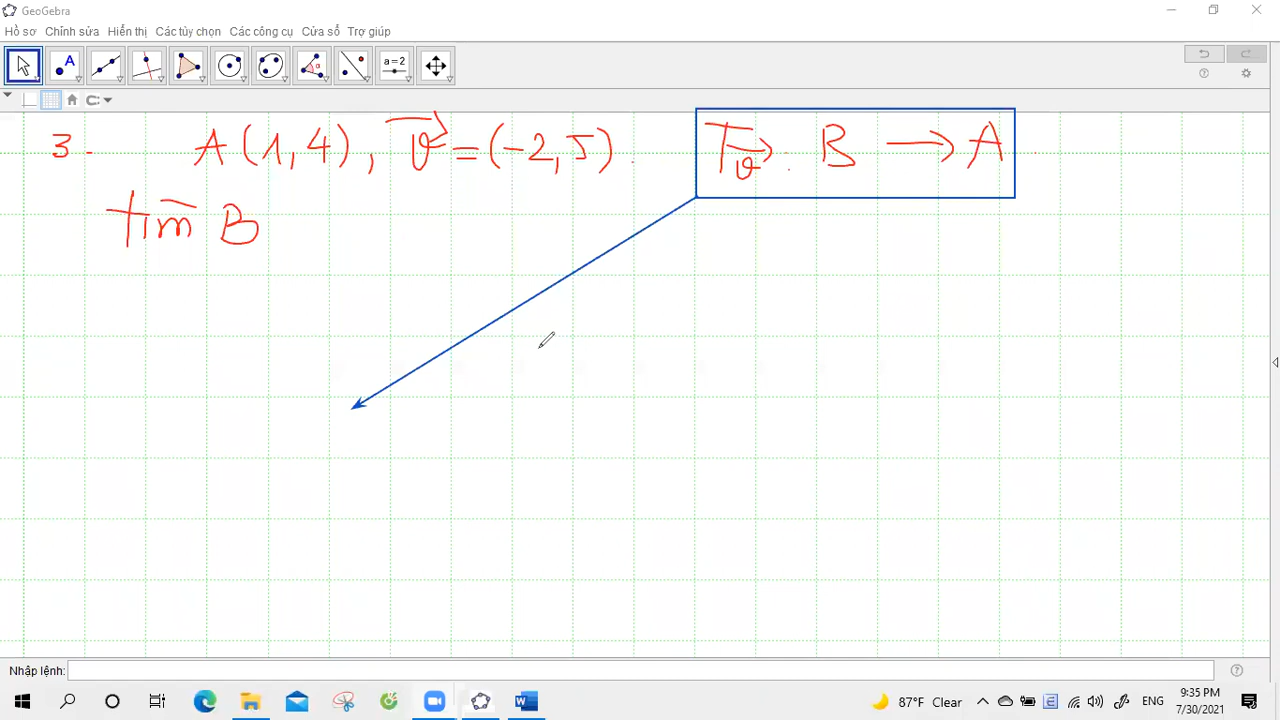 GeoGebra
Hồ sơ Chỉnh sửa Hiển thị Các tùy chọn Các công cụ Cửa sổ Trợ giúp
A a = 2
3. A(1,4), v⃗ = (-2,5). T_v⃗ : B → A
Tìm B
Nhập lệnh:
87°F Clear ENG 9:35 PM
7/30/2021